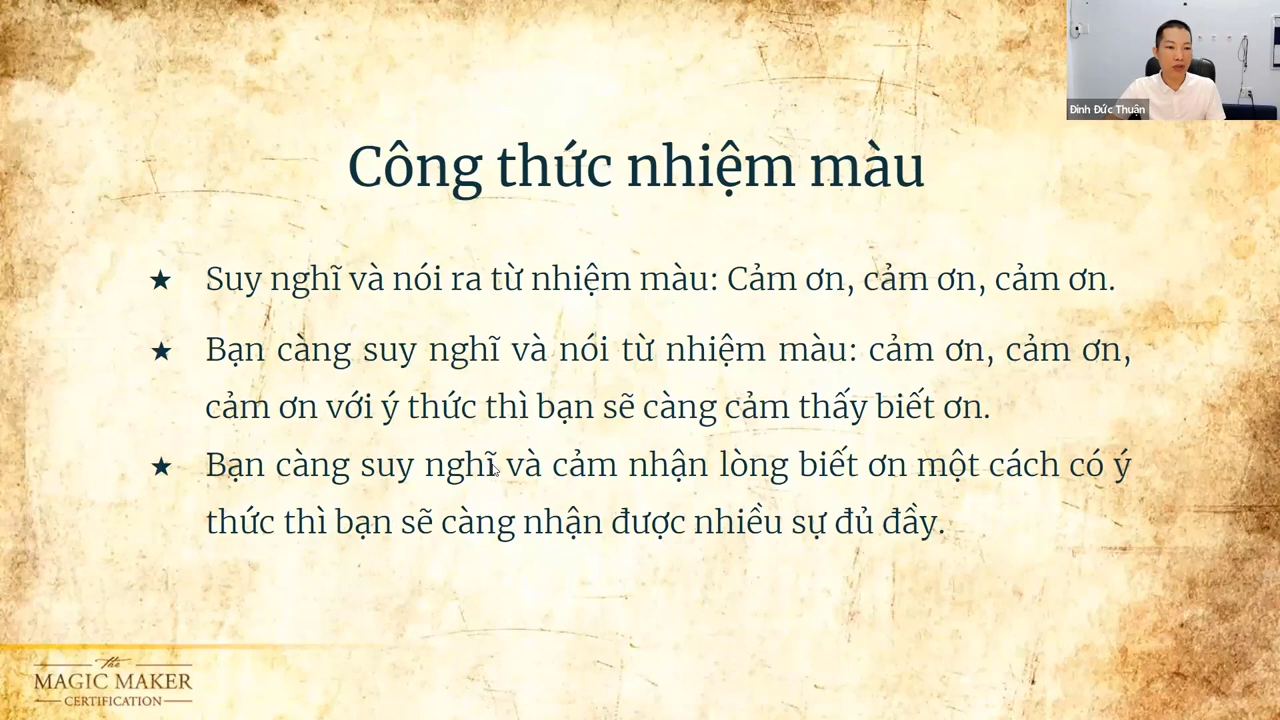 Đinh Đức Thuận
Công thức nhiệm màu
★ Suy nghĩ và nói ra từ nhiệm màu: Cảm ơn, cảm ơn, cảm ơn.
★ Bạn càng suy nghĩ và nói từ nhiệm màu: cảm ơn, cảm ơn,
cảm ơn với ý thức thì bạn sẽ càng cảm thấy biết ơn.
★ Bạn càng suy nghĩ và cảm nhận lòng biết ơn một cách có ý
thức thì bạn sẽ càng nhận được nhiều sự đủ đầy.
the
MAGIC MAKER
CERTIFICATION